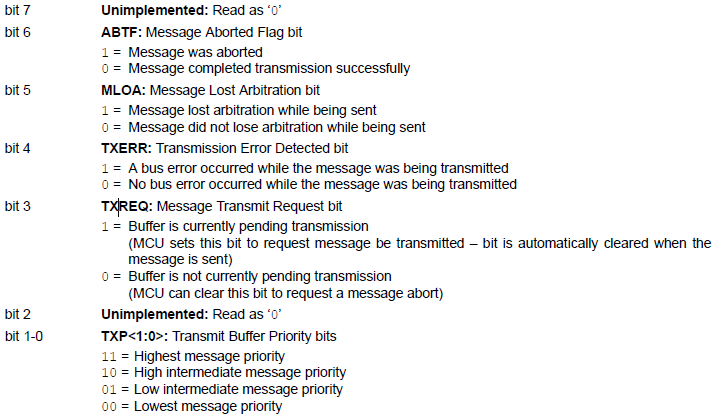 bit 7 Unimplemented: Read as ‘0’
bit 6 ABTF: Message Aborted Flag bit
1 = Message was aborted
0 = Message completed transmission successfully
bit 5 MLOA: Message Lost Arbitration bit
1 = Message lost arbitration while being sent
0 = Message did not lose arbitration while being sent
bit 4 TXERR: Transmission Error Detected bit
1 = A bus error occurred while the message was being transmitted
0 = No bus error occurred while the message was being transmitted
bit 3 TXREQ: Message Transmit Request bit
1 = Buffer is currently pending transmission
(MCU sets this bit to request message be transmitted – bit is automatically cleared when the
message is sent)
0 = Buffer is not currently pending transmission
(MCU can clear this bit to request a message abort)
bit 2 Unimplemented: Read as ‘0’
bit 1-0 TXP<1:0>: Transmit Buffer Priority bits
11 = Highest message priority
10 = High intermediate message priority
01 = Low intermediate message priority
00 = Lowest message priority